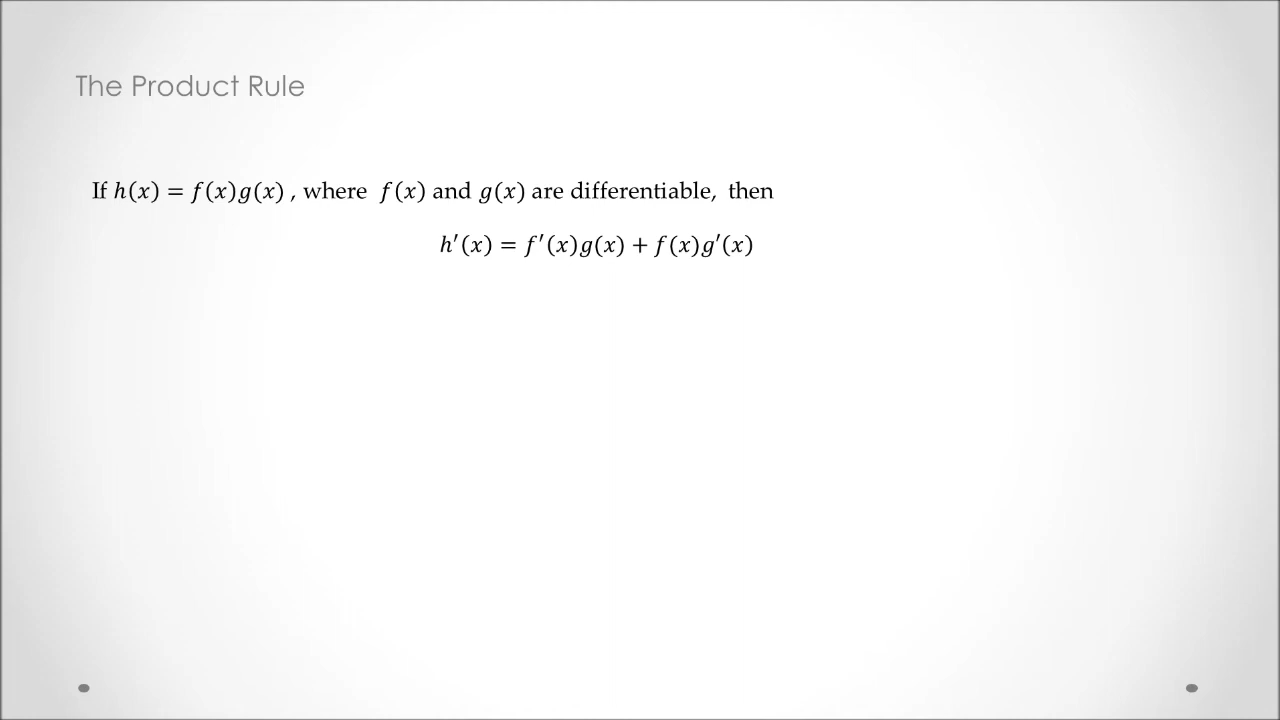 The Product Rule
If h(x) = f(x)g(x) , where f(x) and g(x) are differentiable, then
h′(x) = f′(x)g(x) + f(x)g′(x)